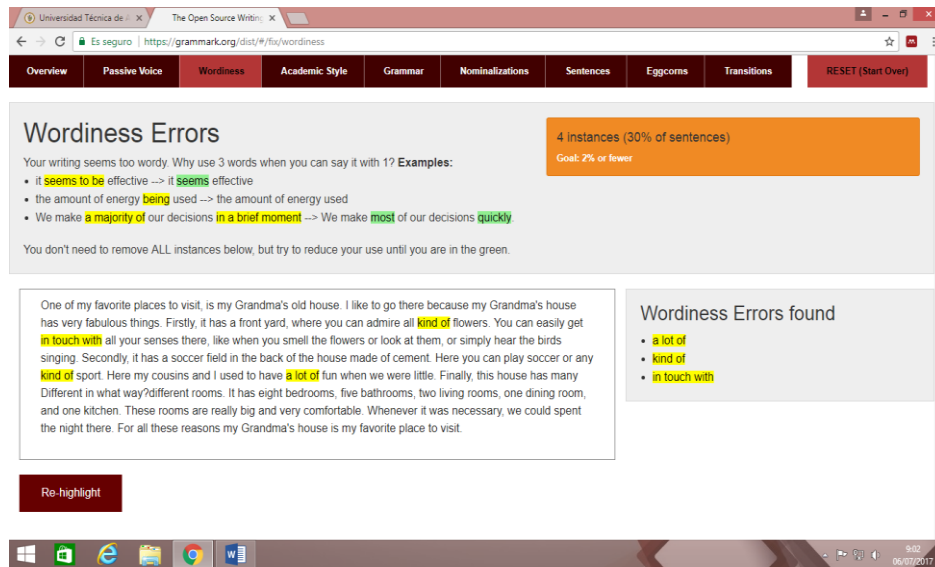 Universidad Técnica de A
The Open Source Writing
Es seguro | https://grammark.org/dist/#/fix/wordiness
Overview Passive Voice Wordiness Academic Style Grammar Nominalizations Sentences Eggcorns Transitions RESET (Start Over)
Wordiness Errors
Your writing seems too wordy. Why use 3 words when you can say it with 1? Examples:
• it seems to be effective --> it seems effective
• the amount of energy being used --> the amount of energy used
• We make a majority of our decisions in a brief moment --> We make most of our decisions quickly.
You don't need to remove ALL instances below, but try to reduce your use until you are in the green.
4 instances (30% of sentences)
Goal: 2% or fewer
One of my favorite places to visit, is my Grandma's old house. I like to go there because my Grandma's house
has very fabulous things. Firstly, it has a front yard, where you can admire all kind of flowers. You can easily get
in touch with all your senses there, like when you smell the flowers or look at them, or simply hear the birds
singing. Secondly, it has a soccer field in the back of the house made of cement. Here you can play soccer or any
kind of sport. Here my cousins and I used to have a lot of fun when we were little. Finally, this house has many
Different in what way?different rooms. It has eight bedrooms, five bathrooms, two living rooms, one dining room,
and one kitchen. These rooms are really big and very comfortable. Whenever it was necessary, we could spent
the night there. For all these reasons my Grandma's house is my favorite place to visit.
Wordiness Errors found
• a lot of
• kind of
• in touch with
Re-highlight
9:02
06/07/2017